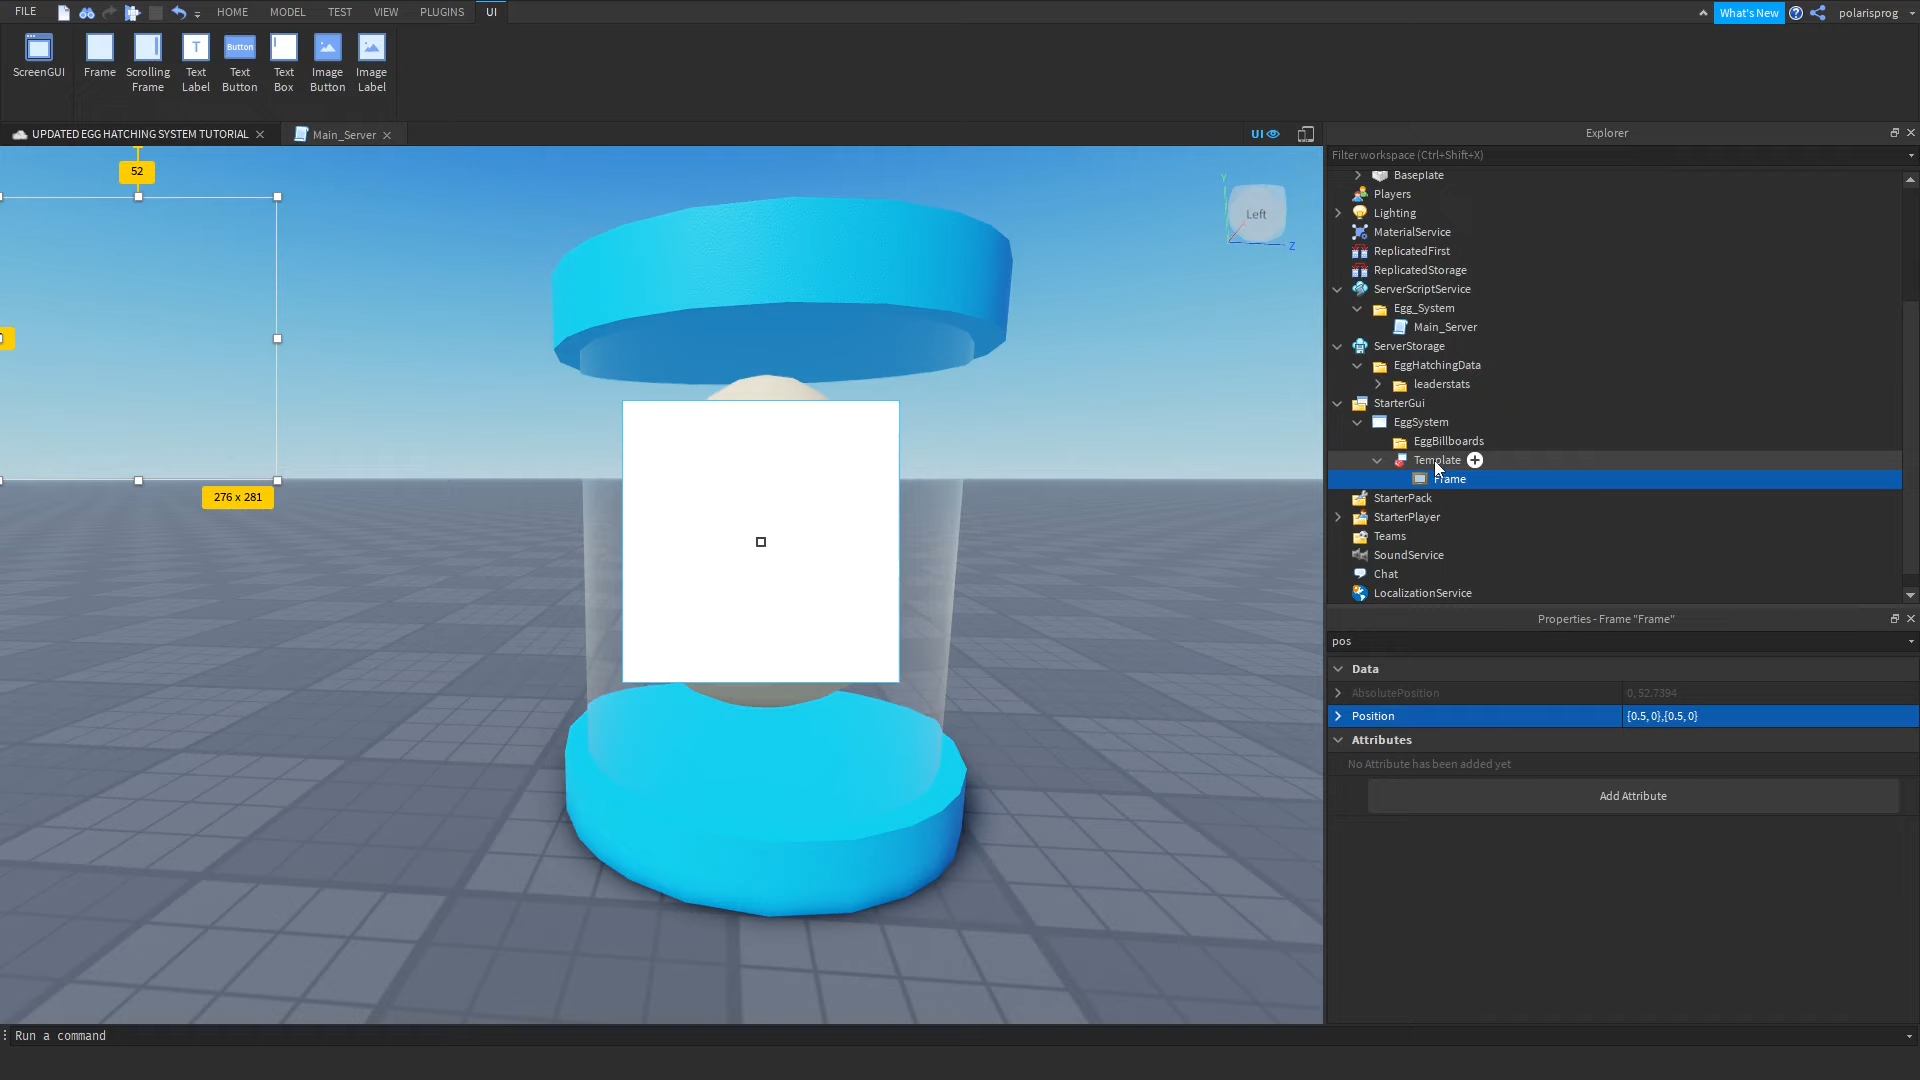 FILE
HOME
MODEL
TEST
VIEW
PLUGINS
UI
What's New
polarisprog
ScreenGUI
Frame
Scrolling
Frame
Text
Label
Button
Text
Button
Text
Box
Image
Button
Image
Label
UPDATED EGG HATCHING SYSTEM TUTORIAL
Main_Server
UI
52
276 x 281
Y
Left
Z
Explorer
Filter workspace (Ctrl+Shift+X)
Baseplate
Players
Lighting
MaterialService
ReplicatedFirst
ReplicatedStorage
ServerScriptService
Egg_System
Main_Server
ServerStorage
EggHatchingData
leaderstats
StarterGui
EggSystem
EggBillboards
Template
Frame
StarterPack
StarterPlayer
Teams
SoundService
Chat
LocalizationService
Properties - Frame "Frame"
pos
Data
AbsolutePosition 0, 52.7394
Position {0.5, 0},{0.5, 0}
Attributes
No Attribute has been added yet
Add Attribute
Run a command